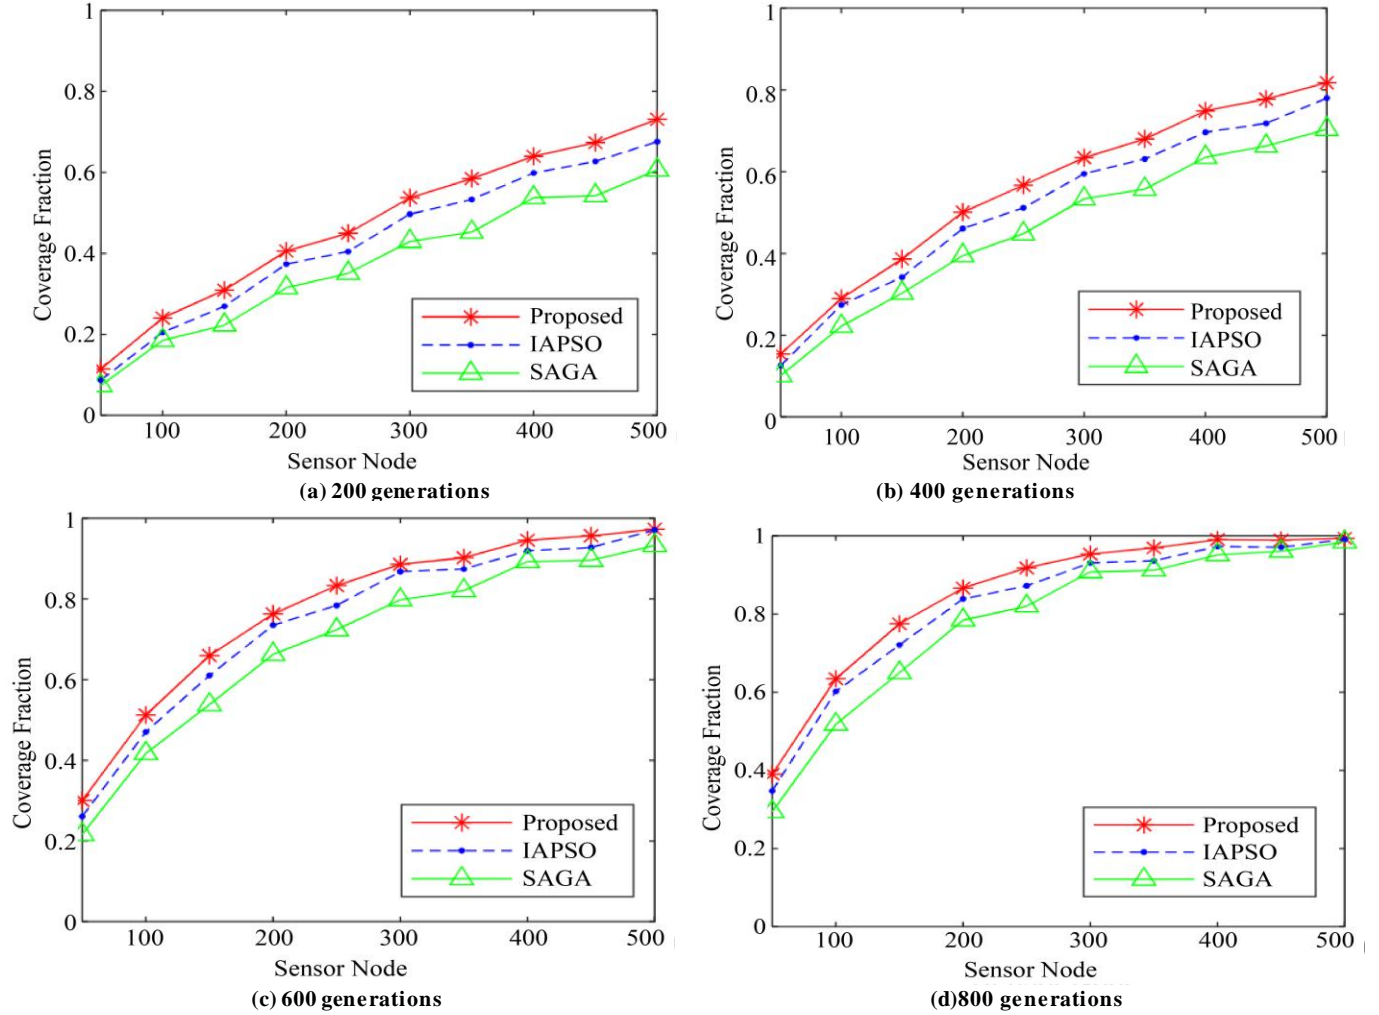 1
0.8
0.6
0.4
0.2
0
Coverage Fraction
100 200 300 400 500
Sensor Node
Proposed
IAPSO
SAGA
(a) 200 generations
1
0.8
0.6
0.4
0.2
0
Coverage Fraction
100 200 300 400 500
Sensor Node
Proposed
IAPSO
SAGA
(b) 400 generations
1
0.8
0.6
0.4
0.2
0
Coverage Fraction
100 200 300 400 500
Sensor Node
Proposed
IAPSO
SAGA
(c) 600 generations
1
0.8
0.6
0.4
0.2
0
Coverage Fraction
100 200 300 400 500
Sensor Node
Proposed
IAPSO
SAGA
(d)800 generations